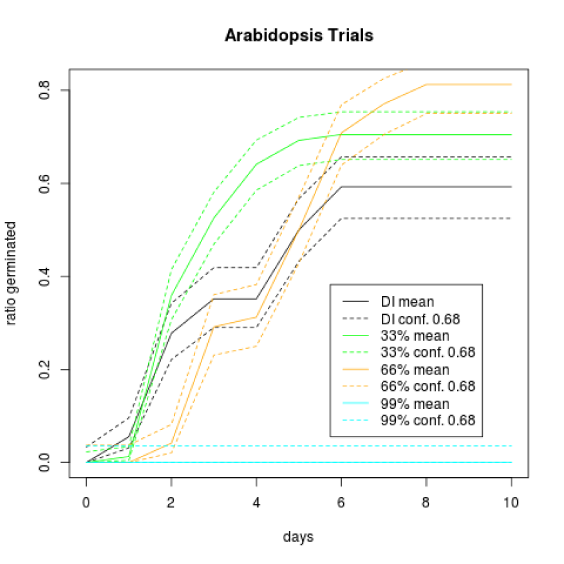 Arabidopsis Trials
ratio germinated
0.8
0.6
0.4
0.2
0.0
DI mean
DI conf. 0.68
33% mean
33% conf. 0.68
66% mean
66% conf. 0.68
99% mean
99% conf. 0.68
0 2 4 6 8 10
days